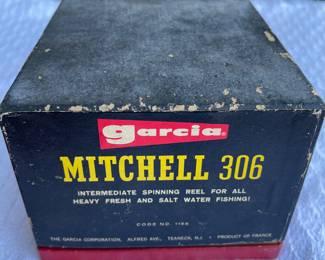 garcia®
MITCHELL 306
INTERMEDIATE SPINNING REEL FOR ALL
HEAVY FRESH AND SALT WATER FISHING!
CODE NO.
THE GARCIA CORPORATION, ALFRED AVE., TEANECK, N.J. • PRODUCT OF FRANCE